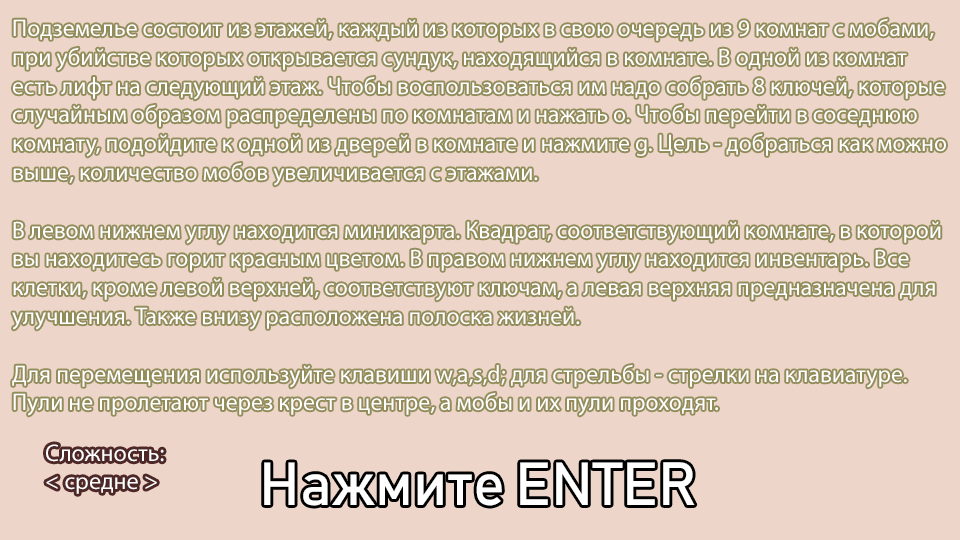 Подземелье состоит из этажей, каждый из которых в свою очередь из 9 комнат с мобами,
при убийстве которых открывается сундук, находящийся в комнате. В одной из комнат
есть лифт на следующий этаж. Чтобы воспользоваться им надо собрать 8 ключей, которые
случайным образом распределены по комнатам и нажать o. Чтобы перейти в соседнюю
комнату, подойдите к одной из дверей в комнате и нажмите g. Цель - добраться как можно
выше, количество мобов увеличивается с этажами.
В левом нижнем углу находится миникарта. Квадрат, соответствующий комнате, в которой
вы находитесь горит красным цветом. В правом нижнем углу находится инвентарь. Все
клетки, кроме левой верхней, соответствуют ключам, а левая верхняя предназначена для
улучшения. Также внизу расположена полоска жизней.
Для перемещения используйте клавиши w,a,s,d; для стрельбы - стрелки на клавиатуре.
Пули не пролетают через крест в центре, а мобы и их пули проходят.
Сложность:
< средне >
Нажмите ENTER